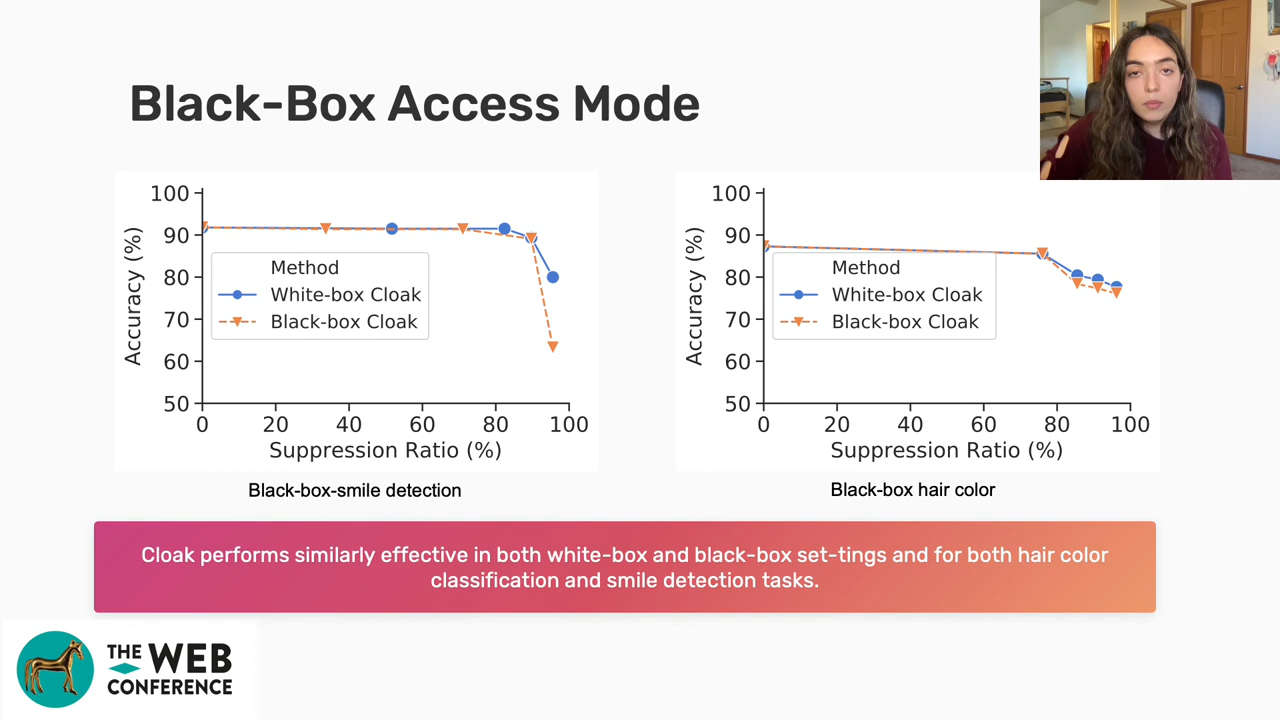 Black-Box Access Mode
100
90
80
70
60
50
Accuracy (%)
Method
White-box Cloak
Black-box Cloak
0 20 40 60 80 100
Suppression Ratio (%)
Black-box-smile detection
100
90
80
70
60
50
Accuracy (%)
Method
White-box Cloak
Black-box Cloak
0 20 40 60 80 100
Suppression Ratio (%)
Black-box hair color
Cloak performs similarly effective in both white-box and black-box set-tings and for both hair color
classification and smile detection tasks.
THE WEB
CONFERENCE